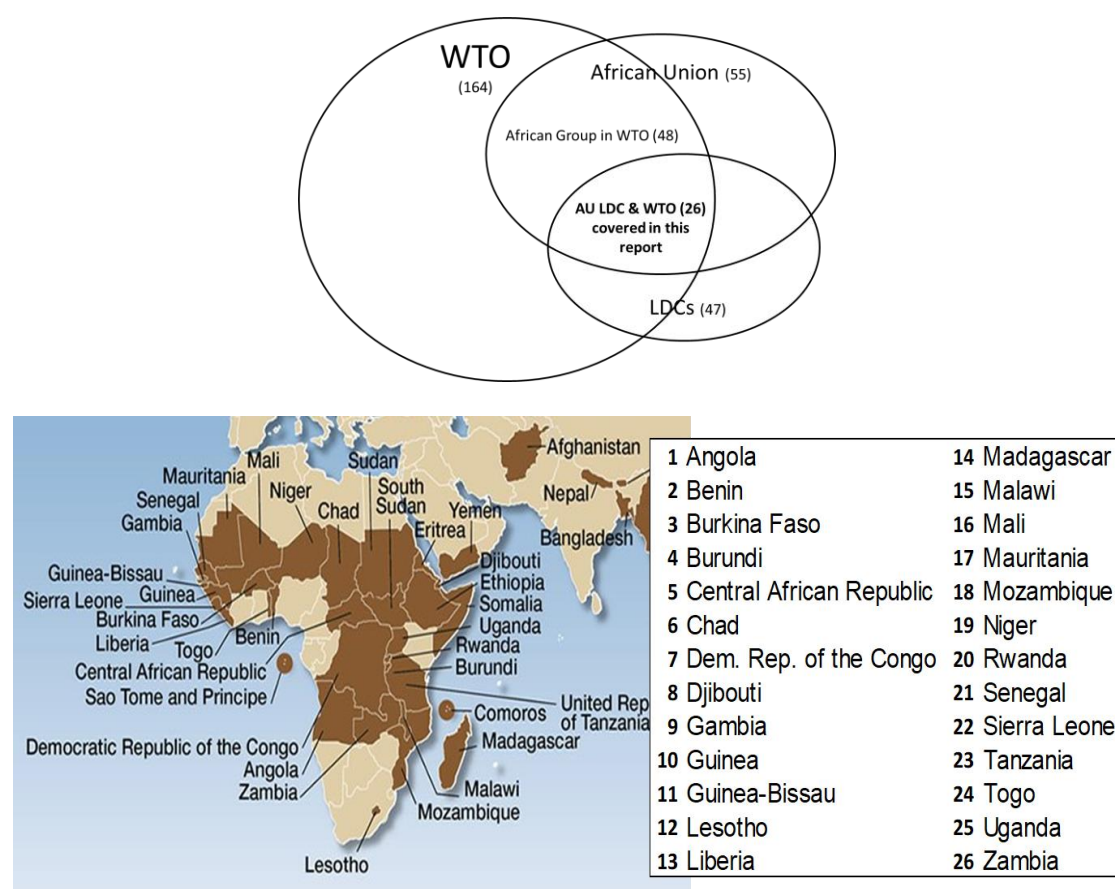 WTO
(164)
African Union (55)
African Group in WTO (48)
AU LDC & WTO (26)
covered in this
report
LDCs (47)
Mali
Mauritania
Senegal
Gambia
Niger
Sudan
Chad
South
Sudan
Yemen
Eritrea
Afghanistan
Nepal
Bangladesh
Djibouti
Ethiopia
Somalia
Uganda
Rwanda
Burundi
Guinea-Bissau
Guinea
Sierra Leone
Burkina Faso
Liberia
Togo
Benin
Central African Republic
Sao Tome and Principe
United Rep
of Tanzania
Comoros
Madagascar
Democratic Republic of the Congo
Angola
Zambia
Malawi
Mozambique
Lesotho
1 Angola
2 Benin
3 Burkina Faso
4 Burundi
5 Central African Republic
6 Chad
7 Dem. Rep. of the Congo
8 Djibouti
9 Gambia
10 Guinea
11 Guinea-Bissau
12 Lesotho
13 Liberia
14 Madagascar
15 Malawi
16 Mali
17 Mauritania
18 Mozambique
19 Niger
20 Rwanda
21 Senegal
22 Sierra Leone
23 Tanzania
24 Togo
25 Uganda
26 Zambia